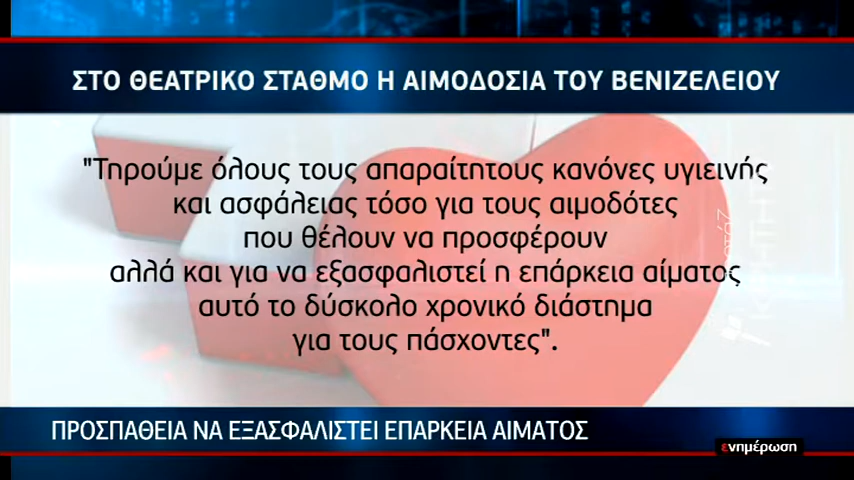 ΣΤΟ ΘΕΑΤΡΙΚΟ ΣΤΑΘΜΟ Η ΑΙΜΟΔΟΣΙΑ ΤΟΥ ΒΕΝΙΖΕΛΕΙΟΥ
"Τηρούμε όλους τους απαραίτητους κανόνες υγιεινής
και ασφάλειας τόσο για τους αιμοδότες
που θέλουν να προσφέρουν
αλλά και για να εξασφαλιστεί η επάρκεια αίματος
αυτό το δύσκολο χρονικό διάστημα
για τους πάσχοντες".
ΠΡΟΣΠΑΘΕΙΑ ΝΑ ΕΞΑΣΦΑΛΙΣΤΕΙ ΕΠΑΡΚΕΙΑ ΑΙΜΑΤΟΣ
ενημέρωση